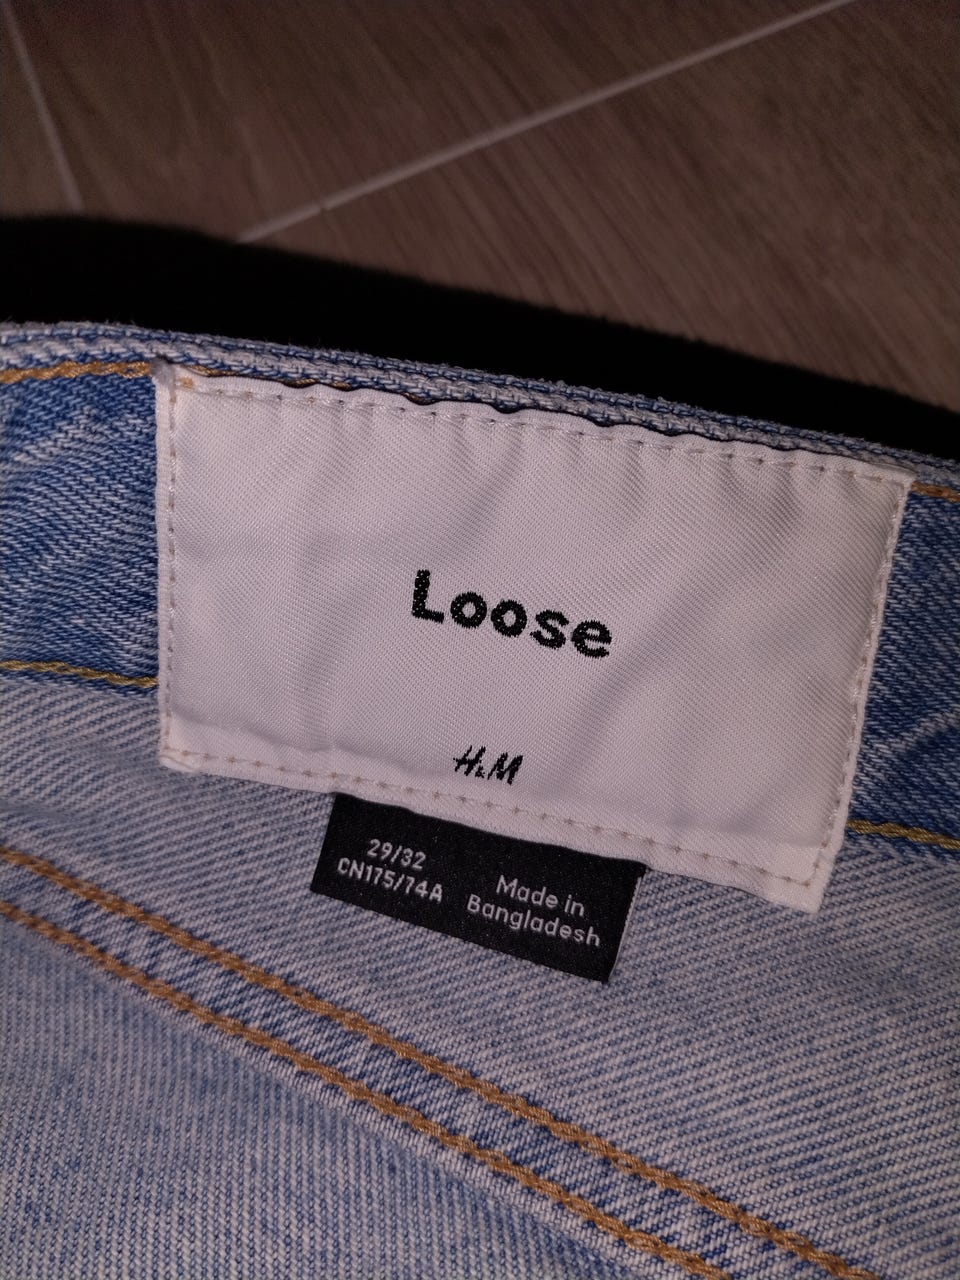 Loose
H&M
29/32
CN175/74A
Made in
Bangladesh